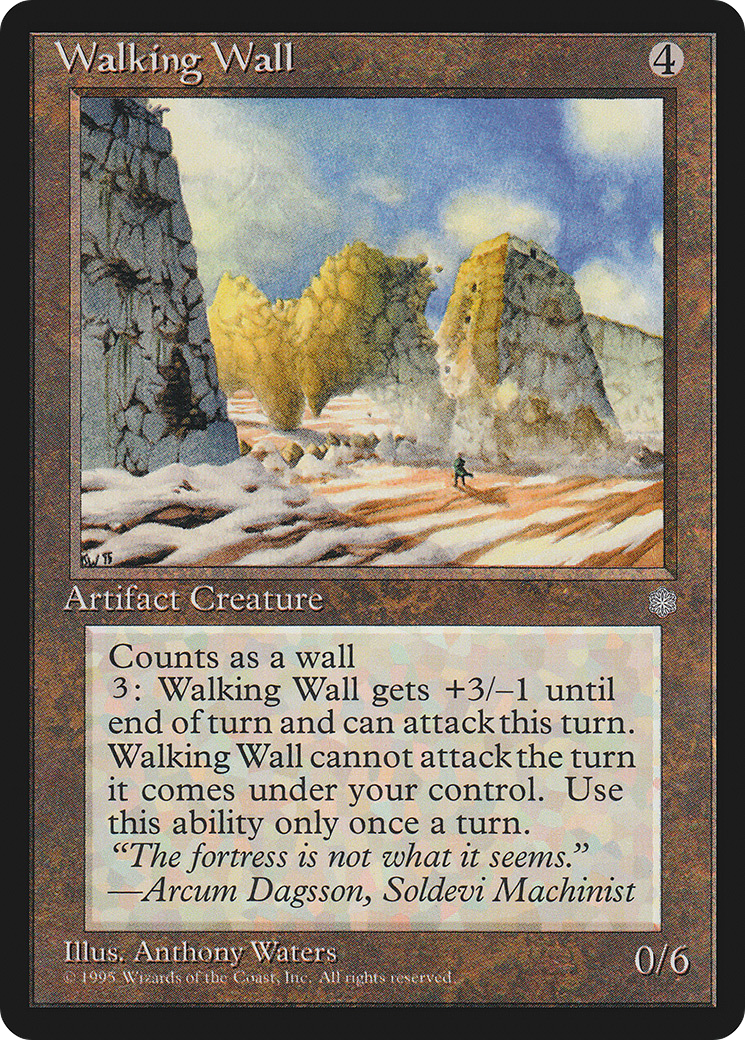 Walking Wall
4
AW 95
Artifact Creature
Counts as a wall
3: Walking Wall gets +3/–1 until
end of turn and can attack this turn.
Walking Wall cannot attack the turn
it comes under your control. Use
this ability only once a turn.
“The fortress is not what it seems.”
—Arcum Dagsson, Soldevi Machinist
Illus. Anthony Waters
0/6
© 1995 Wizards of the Coast, Inc. All rights reserved.